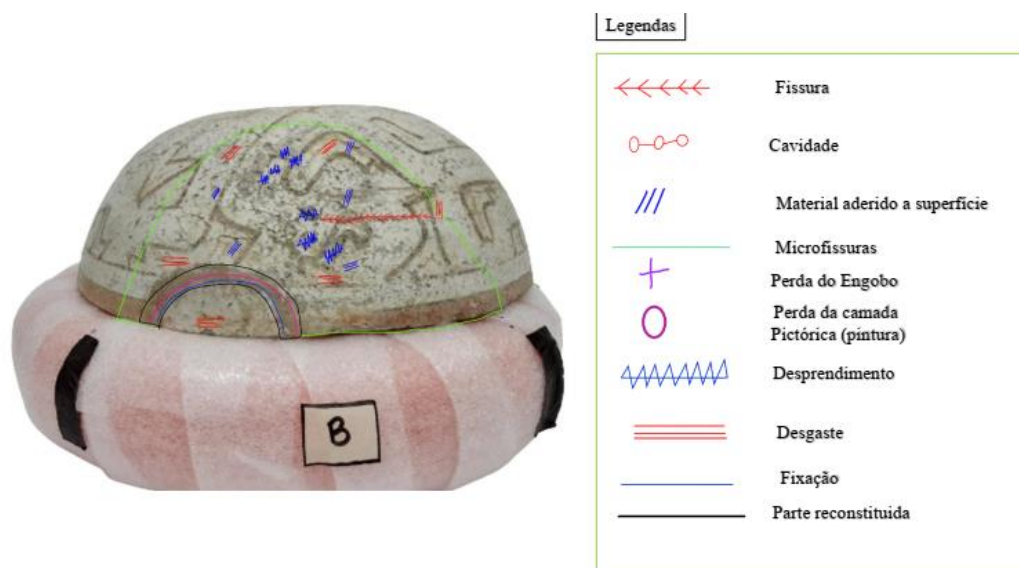 Legendas
Fissura
Cavidade
Material aderido a superfície
Microfissuras
Perda do Engobo
Perda da camada
Pictórica (pintura)
Desprendimento
Desgaste
Fixação
Parte reconstituida
B